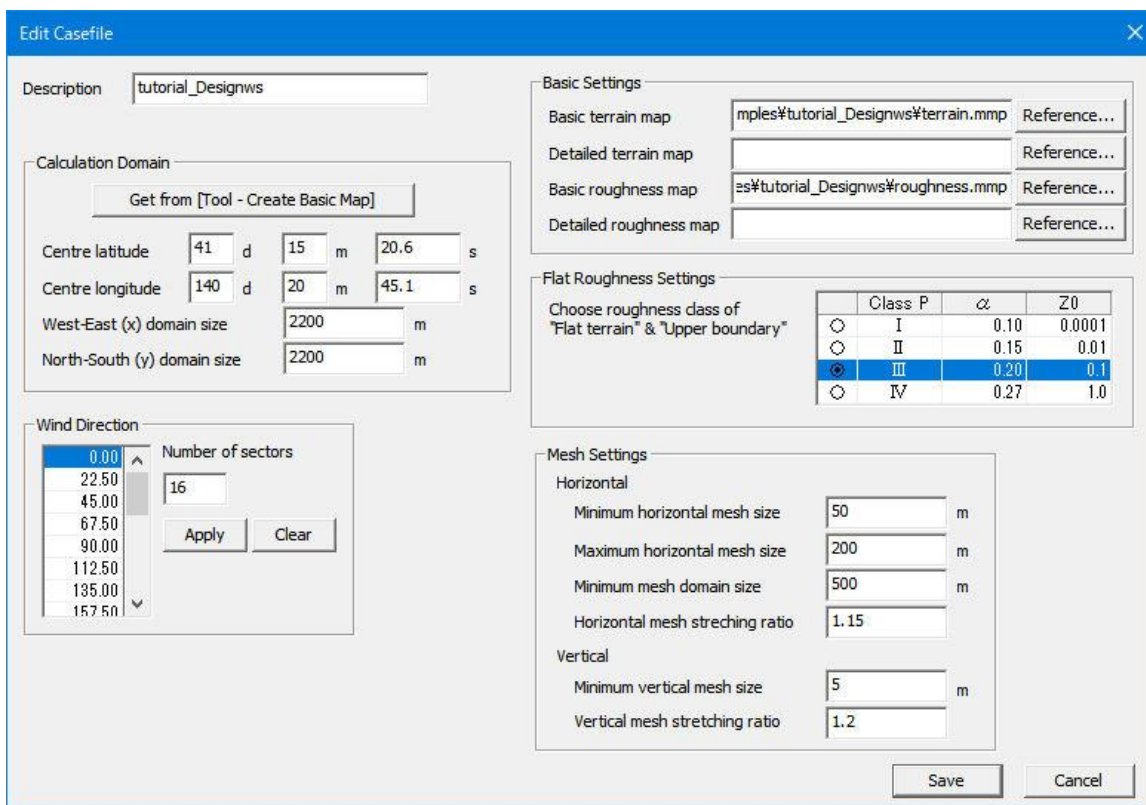 Edit Casefile
Description tutorial_Designws
Calculation Domain
Get from [Tool - Create Basic Map]
Centre latitude 41 d 15 m 20.6 s
Centre longitude 140 d 20 m 45.1 s
West-East (x) domain size 2200 m
North-South (y) domain size 2200 m
Wind Direction
0.00
22.50
45.00
67.50
90.00
112.50
135.00
157.50
Number of sectors
16
Apply Clear
Basic Settings
Basic terrain map mples¥tutorial_Designws¥terrain.mmp Reference...
Detailed terrain map Reference...
Basic roughness map es¥tutorial_Designws¥roughness.mmp Reference...
Detailed roughness map Reference...
Flat Roughness Settings
Choose roughness class of
"Flat terrain" & "Upper boundary"
Class P α Z0
I 0.10 0.0001
II 0.15 0.01
III 0.20 0.1
IV 0.27 1.0
Mesh Settings
Horizontal
Minimum horizontal mesh size 50 m
Maximum horizontal mesh size 200 m
Minimum mesh domain size 500 m
Horizontal mesh streching ratio 1.15
Vertical
Minimum vertical mesh size 5 m
Vertical mesh stretching ratio 1.2
Save Cancel